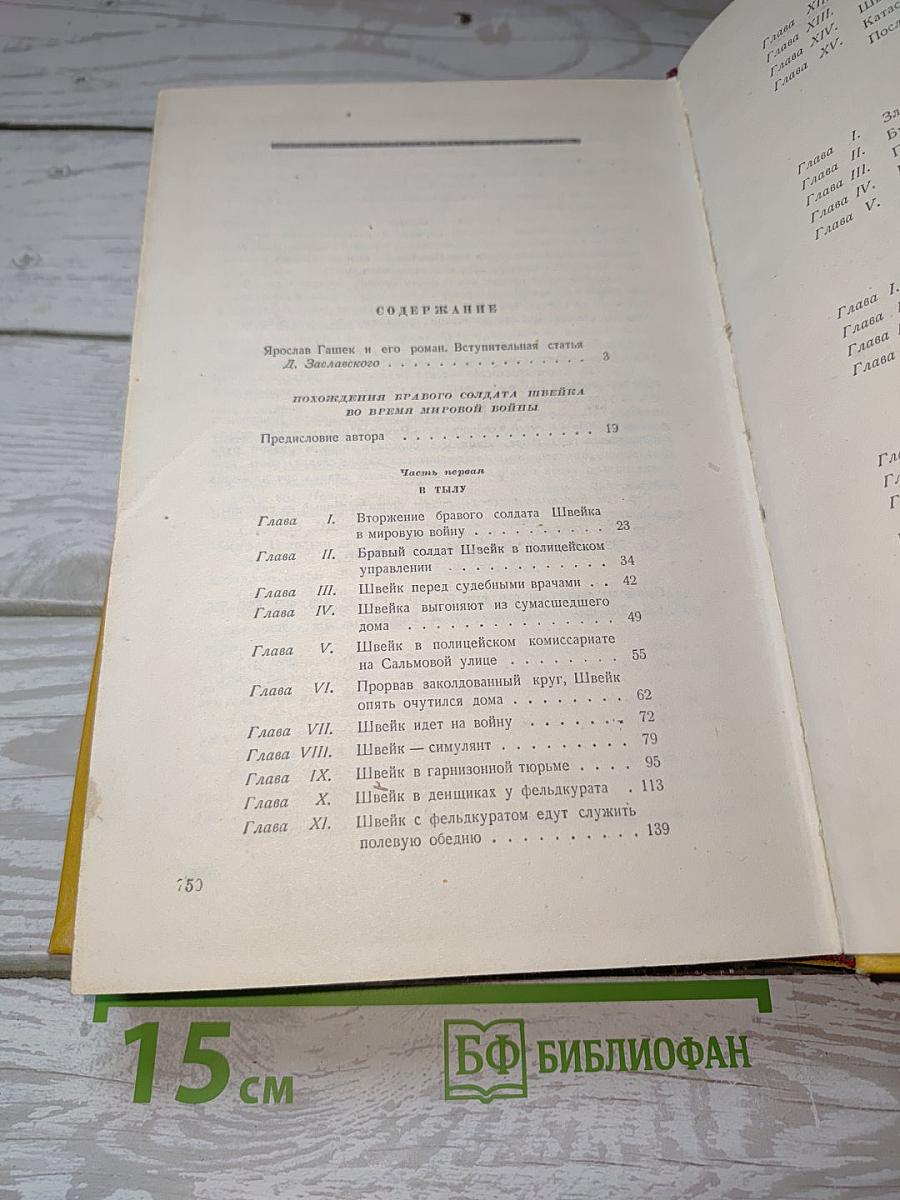 СОДЕРЖАНИЕ
Ярослав Гашек и его роман. Вступительная статья
Д. Заславского . . . . . . . . . . . . . . . . 3
ПОХОЖДЕНИЯ БРАВОГО СОЛДАТА ШВЕЙКА
ВО ВРЕМЯ МИРОВОЙ ВОЙНЫ
Предисловие автора . . . . . . . . . . . . . . . 19
Часть первая
В ТЫЛУ
Глава I. Вторжение бравого солдата Швейка
в мировую войну . . . . . . . . . . 23
Глава II. Бравый солдат Швейк в полицейском
управлении . . . . . . . . . . . . 34
Глава III. Швейк перед судебными врачами . . 42
Глава IV. Швейка выгоняют из сумасшедшего
дома . . . . . . . . . . . . . . . 49
Глава V. Швейк в полицейском комиссариате
на Сальмовой улице . . . . . . . . 55
Глава VI. Прорвав заколдованный круг, Швейк
опять очутился дома . . . . . . . . 62
Глава VII. Швейк идет на войну . . . . . . . 72
Глава VIII. Швейк — симулянт . . . . . . . . . 79
Глава IX. Швейк в гарнизонной тюрьме . . . . 95
Глава X. Швейк в денщиках у фельдкурата . 113
Глава XI. Швейк с фельдкуратом едут служить
полевую обедню . . . . . . . . . . 139
750
Глава XIII.
Глава XIV.
Глава XV.
Глава I.
Глава II.
Глава III.
Глава IV.
Глава V.
Глава I.
Глава
Глава
Глава
15 см
БФ БИБЛИОФАН